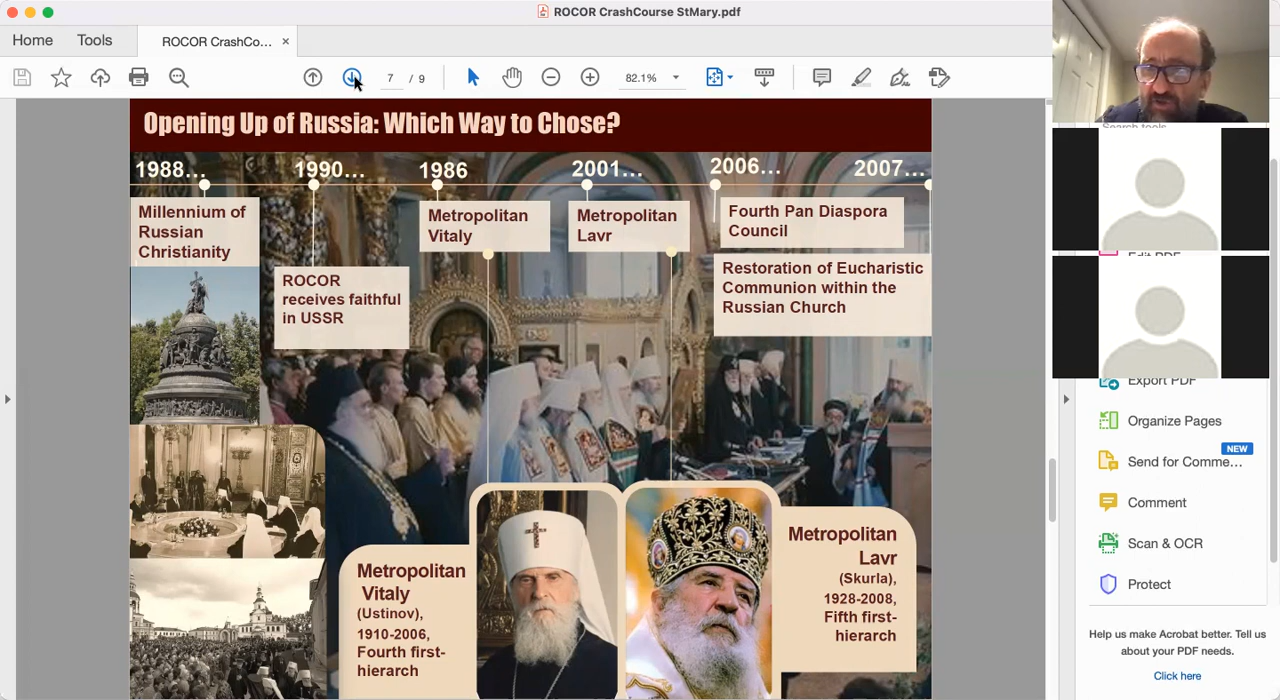 ROCOR CrashCourse StMary.pdf
Home
Tools
ROCOR CrashCo...
×
7 / 9
82.1%
Opening Up of Russia: Which Way to Chose?
1988...
1990...
1986
2001...
2006...
2007...
Millennium of
Russian
Christianity
ROCOR
receives faithful
in USSR
Metropolitan
Vitaly
Metropolitan
Lavr
Fourth Pan Diaspora
Council
Restoration of Eucharistic
Communion within the
Russian Church
Metropolitan
Vitaly
(Ustinov),
1910-2006,
Fourth first-
hierarch
Metropolitan
Lavr
(Skurla),
1928-2008,
Fifth first-
hierarch
Search tools
Edit PDF
Export PDF
Organize Pages
NEW
Send for Comme...
Comment
Scan & OCR
Protect
Help us make Acrobat better. Tell us
about your PDF needs.
Click here